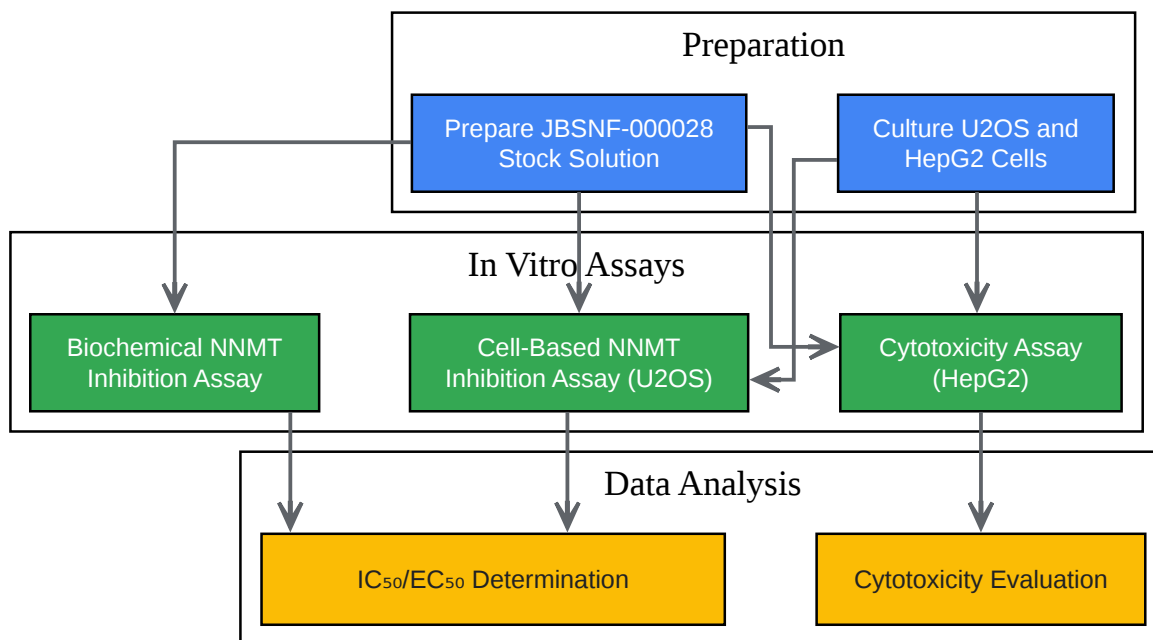 Preparation
Prepare JBSNF-000028
Stock Solution
Culture U2OS and
HepG2 Cells
In Vitro Assays
Biochemical NNMT
Inhibition Assay
Cell-Based NNMT
Inhibition Assay (U2OS)
Cytotoxicity Assay
(HepG2)
Data Analysis
IC₅₀/EC₅₀ Determination
Cytotoxicity Evaluation